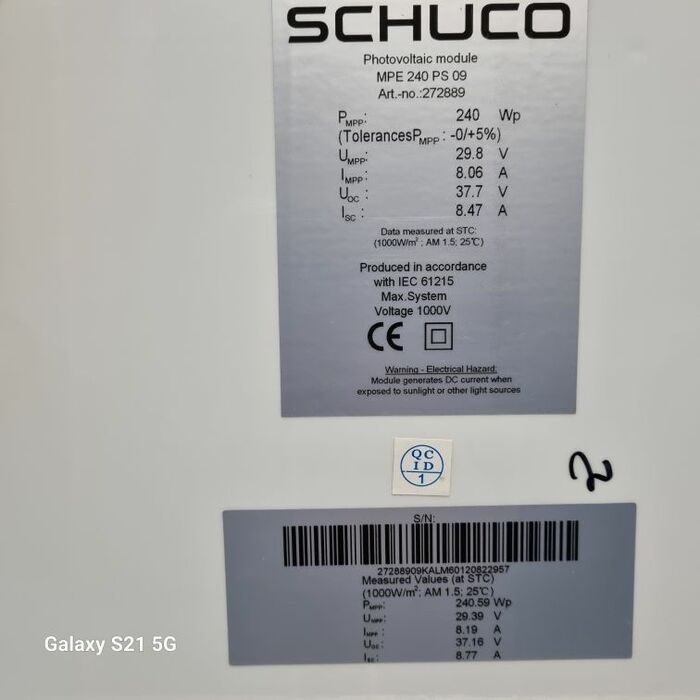 SCHUCO
Photovoltaic module
MPE 240 PS 09
Art.-no.:272889
PMPP: 240 Wp
(TolerancesPMPP : -0/+5%)
UMPP: 29.8 V
IMPP : 8.06 A
UOC : 37.7 V
ISC : 8.47 A
Data measured at STC:
(1000W/m²; AM 1.5; 25℃)
Produced in accordance
with IEC 61215
Max.System
Voltage 1000V
CE
Warning - Electrical Hazard:
Module generates DC current when
exposed to sunlight or other light sources
QC
ID
1
2
S/N:
27288909KALM60120822957
Measured Values (at STC)
(1000W/m²; AM 1.5; 25℃)
PMPP: 240.59 Wp
UMPP: 29.39 V
IMPP : 8.19 A
UOC : 37.16 V
ISC : 8.77 A
Galaxy S21 5G